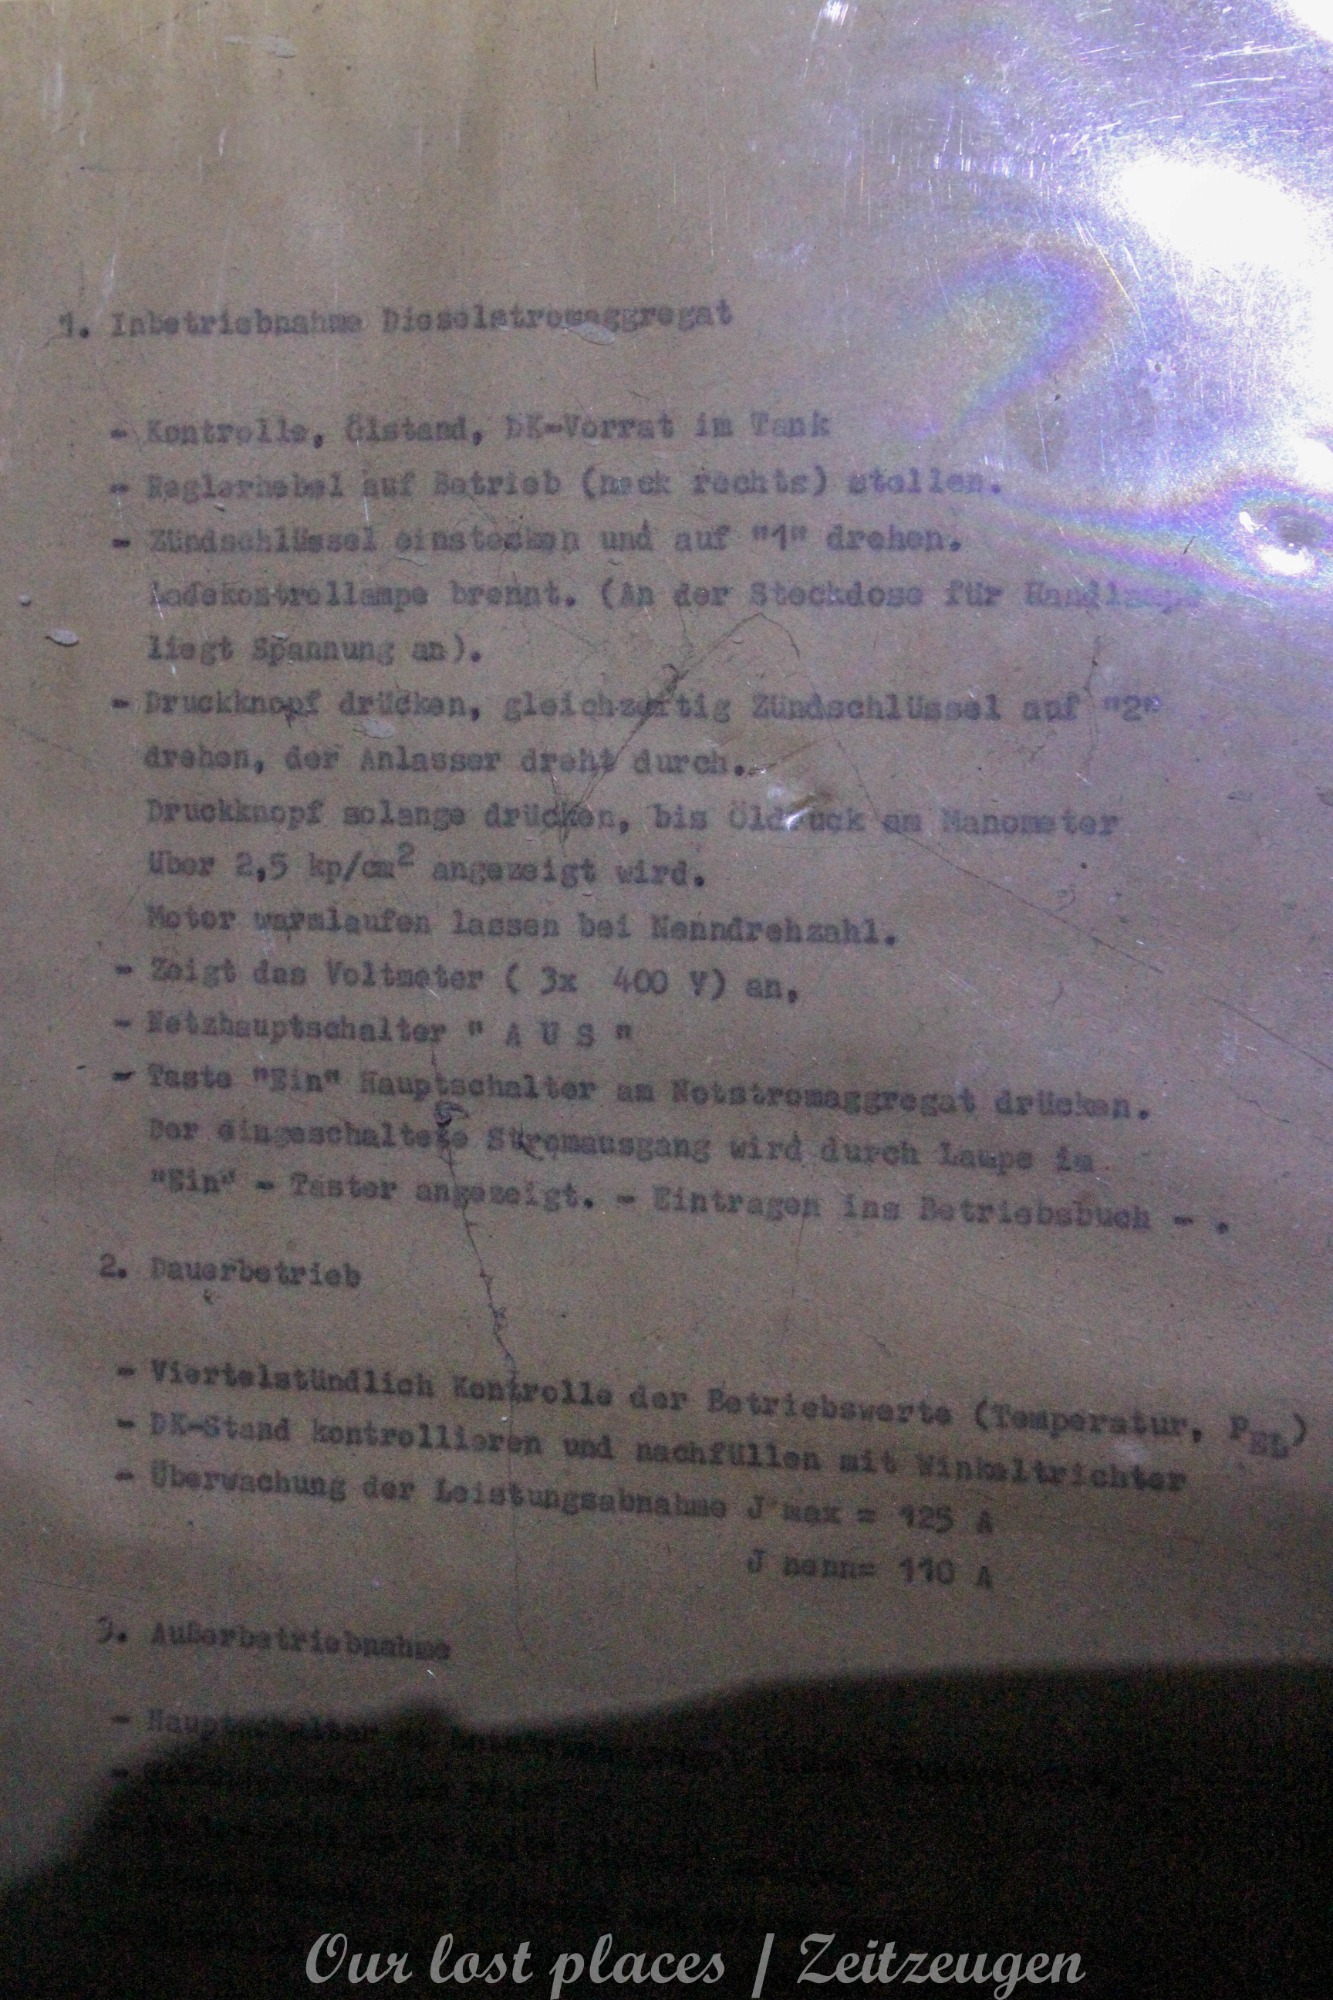 1. Inbetriebnahme Dieselstromaggregat
- Kontrolle, Ölstand, DK-Vorrat im Tank
- Reglerhebel auf Betrieb (nack rechts) stellen.
- Zündschlüssel einstecken und auf "1" drehen.
Ladekontrollampe brennt. (An der Steckdose für Handlampe
liegt Spannung an).
- Druckknopf drücken, gleichzeitig Zündschlüssel auf "2"
drehen, der Anlasser dreht durch.
Druckknopf solange drücken, bis Öldruck am Manometer
über 2,5 kp/cm² angezeigt wird.
Motor warmlaufen lassen bei Nenndrehzahl.
- Zeigt das Voltmeter ( 3x 400 V) an,
- Netzhauptschalter " A U S "
- Taste "Ein" Hauptschalter am Notstromaggregat drücken.
Der eingeschaltete Stromausgang wird durch Lampe im
"Ein" - Taster angezeigt. - Eintragen ins Betriebsbuch - .
2. Dauerbetrieb
- Viertelstündlich Kontrolle der Betriebswerte (Temperatur, P_EL)
- DK-Stand kontrollieren und nachfüllen mit Winkeltrichter
- Überwachung der Leistungsabnahme J max = 125 A
J nenn= 110 A
3. Außerbetriebnahme
- Hauptschalter
Our lost places / Zeitzeugen